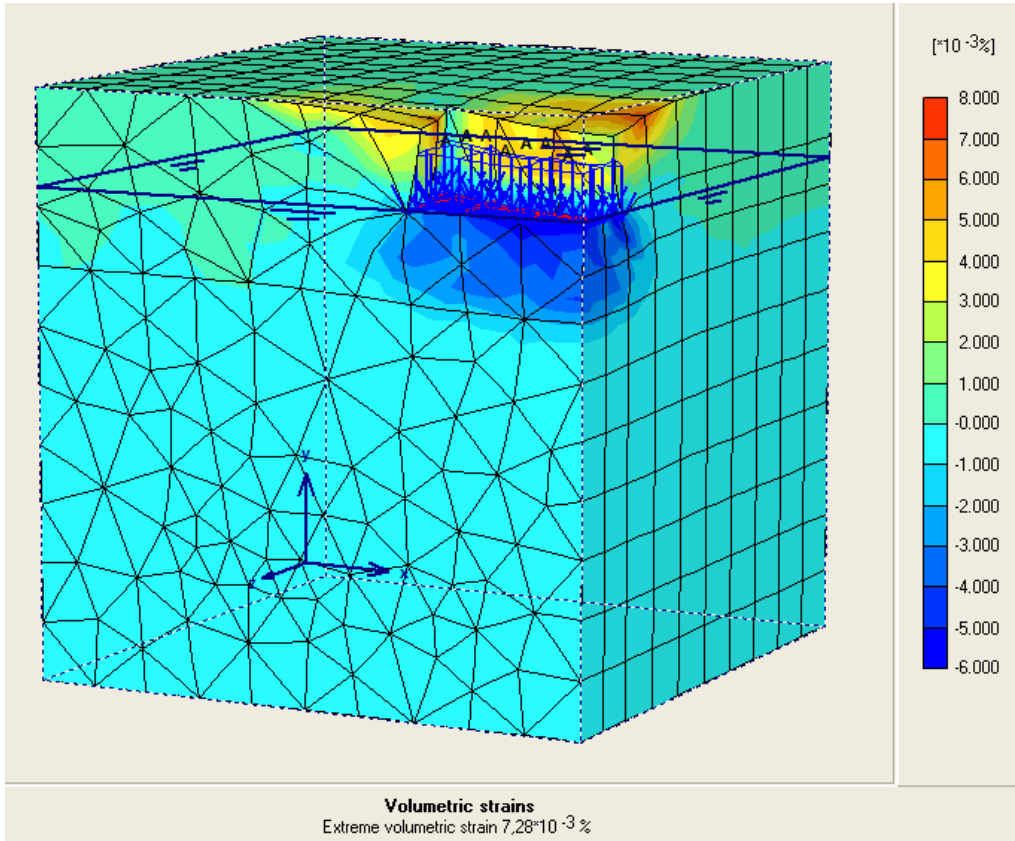 [*10 -3%]
8.000
7.000
6.000
5.000
4.000
3.000
2.000
1.000
-0.000
-1.000
-2.000
-3.000
-4.000
-5.000
-6.000
A A A A A A A A
y
x
z
Volumetric strains
Extreme volumetric strain 7,28*10 -3 %